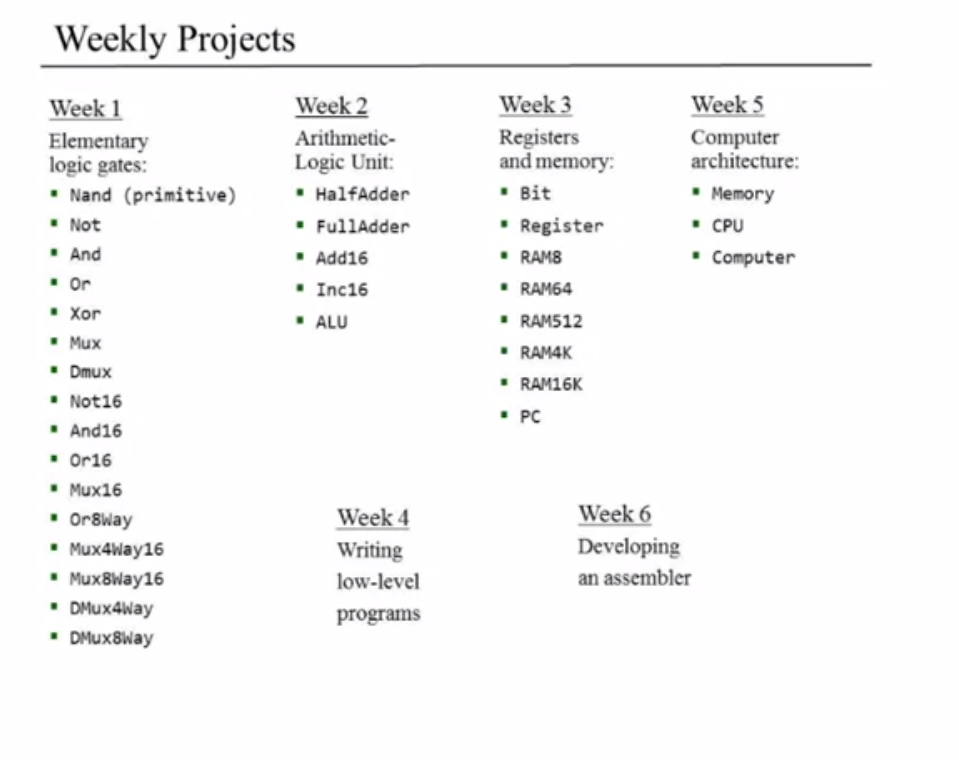 Weekly Projects
Week 1
Elementary
logic gates:
Nand (primitive)
Not
And
Or
Xor
Mux
Dmux
Not16
And16
Or16
Mux16
Or8Way
Mux4Way16
Mux8Way16
DMux4Way
DMux8Way
Week 2
Arithmetic-
Logic Unit:
HalfAdder
FullAdder
Add16
Inc16
ALU
Week 3
Registers
and memory:
Bit
Register
RAM8
RAM64
RAM512
RAM4K
RAM16K
PC
Week 5
Computer
architecture:
Memory
CPU
Computer
Week 4
Writing
low-level
programs
Week 6
Developing
an assembler